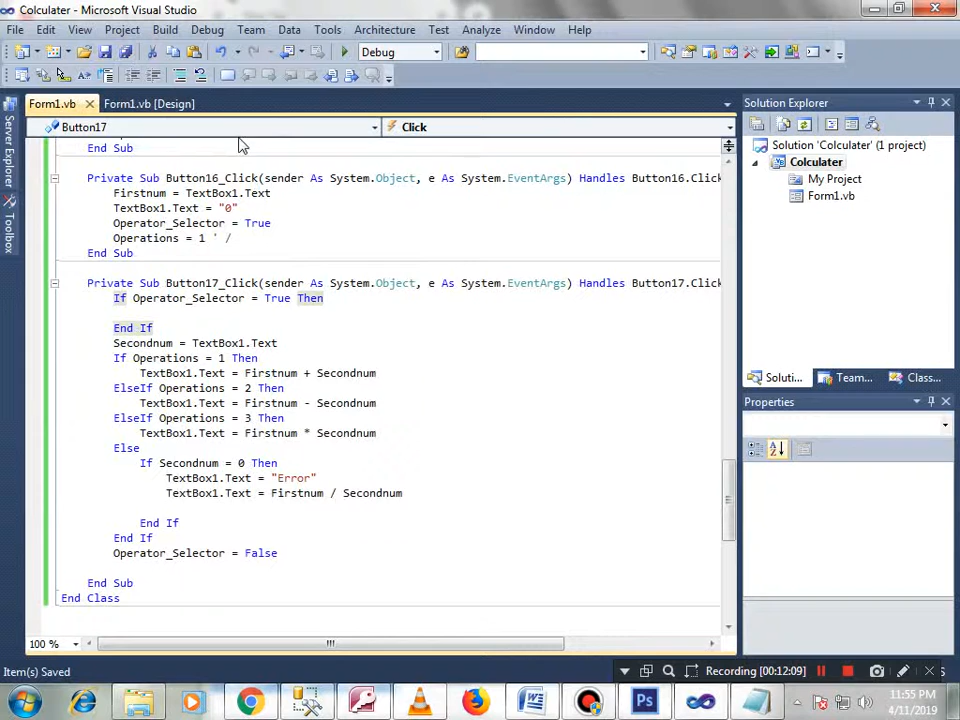 Calculater - Microsoft Visual Studio
File Edit View Project Build Debug Team Data Tools Architecture Test Analyze Window Help
Debug
Form1.vb Form1.vb [Design]
Button17 Click
End Sub
Private Sub Button16_Click(sender As System.Object, e As System.EventArgs) Handles Button16.Click
Firstnum = TextBox1.Text
TextBox1.Text = "0"
Operator_Selector = True
Operations = 1 ' /
End Sub
Private Sub Button17_Click(sender As System.Object, e As System.EventArgs) Handles Button17.Click
If Operator_Selector = True Then
End If
Secondnum = TextBox1.Text
If Operations = 1 Then
TextBox1.Text = Firstnum + Secondnum
ElseIf Operations = 2 Then
TextBox1.Text = Firstnum - Secondnum
ElseIf Operations = 3 Then
TextBox1.Text = Firstnum * Secondnum
Else
If Secondnum = 0 Then
TextBox1.Text = "Error"
TextBox1.Text = Firstnum / Secondnum
End If
End If
Operator_Selector = False
End Sub
End Class
100 %
Server Explorer
Toolbox
Solution Explorer
Solution 'Calculater' (1 project)
Calculater
My Project
Form1.vb
Soluti... Team... Class...
Properties
Item(s) Saved
Recording [00:12:09]
11:55 PM
4/11/2019